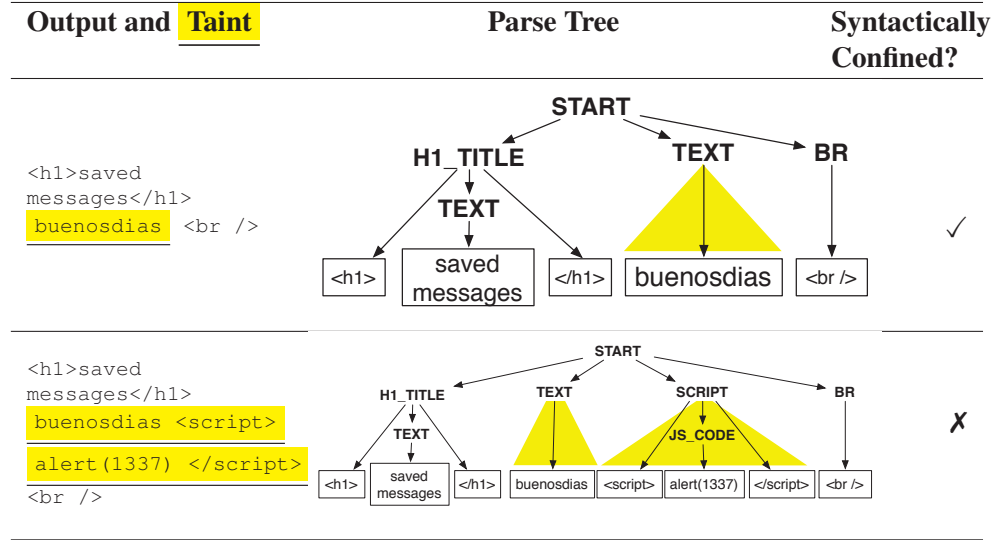 Output and Taint Parse Tree Syntactically
Confined?
START
H1_TITLE TEXT BR
<h1>saved
messages</h1>
buenosdias <br />
TEXT
<h1> saved
messages </h1> buenosdias <br />
✓
<h1>saved
messages</h1>
buenosdias <script>
alert(1337) </script>
<br />
START
H1_TITLE TEXT SCRIPT BR
TEXT JS_CODE
<h1> saved
messages </h1> buenosdias <script> alert(1337) </script> <br />
✗